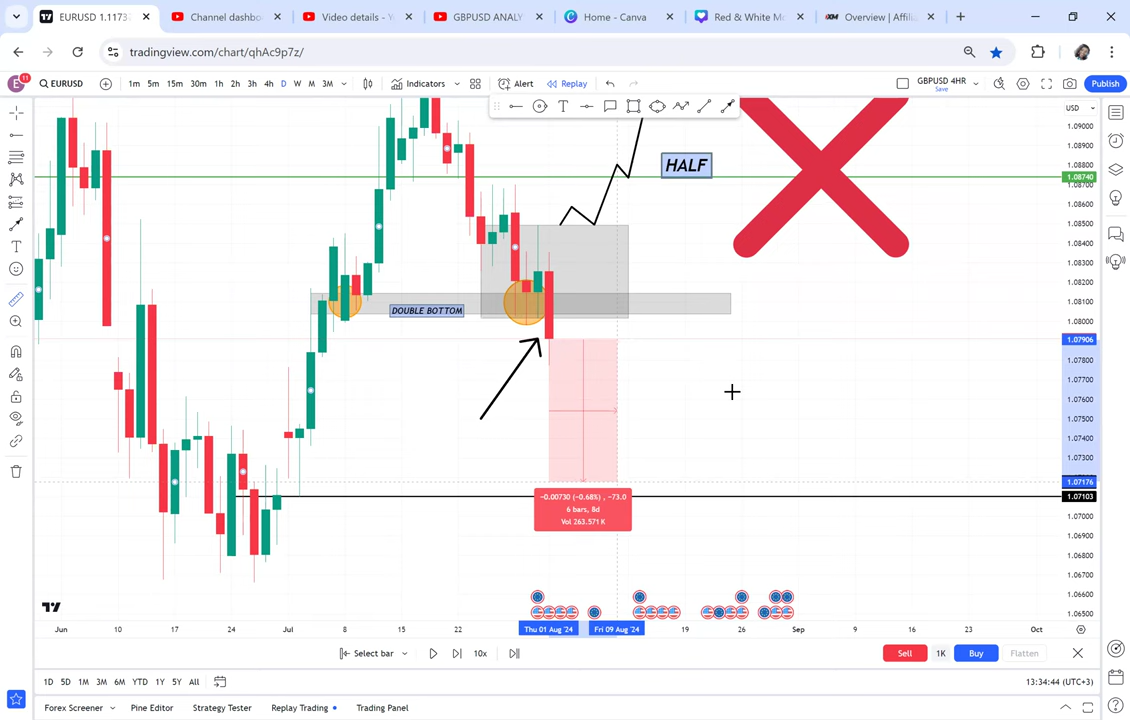 EURUSD 1.1173
Channel dashbo
Video details - Y
GBPUSD ANALY
Home - Canva
Red & White Mo
Overview | Affilia
tradingview.com/chart/qhAc9p7z/
E
11
EURUSD
1m 5m 15m 30m 1h 2h 3h 4h D W M 3M
Indicators
Alert
Replay
GBPUSD 4HR
Save
Publish
USD
1.09000
1.08900
1.08800
1.08740
1.08700
1.08600
1.08500
1.08400
1.08300
1.08200
1.08100
1.08000
1.07906
1.07800
1.07700
1.07600
1.07500
1.07400
1.07300
1.07176
1.07103
1.07000
1.06900
1.06800
1.06700
1.06600
1.06500
HALF
DOUBLE BOTTOM
−0.00730 (−0.68%) , −73.0
6 bars, 8d
Vol 263.571 K
Jun 10 17 24 Jul 8 15 22 Thu 01 Aug '24 Fri 09 Aug '24 19 26 Sep 9 16 23 Oct
Select bar 10x
Sell 1K Buy Flatten
1D 5D 1M 3M 6M YTD 1Y 5Y All
13:34:44 (UTC+3)
Forex Screener Pine Editor Strategy Tester Replay Trading Trading Panel